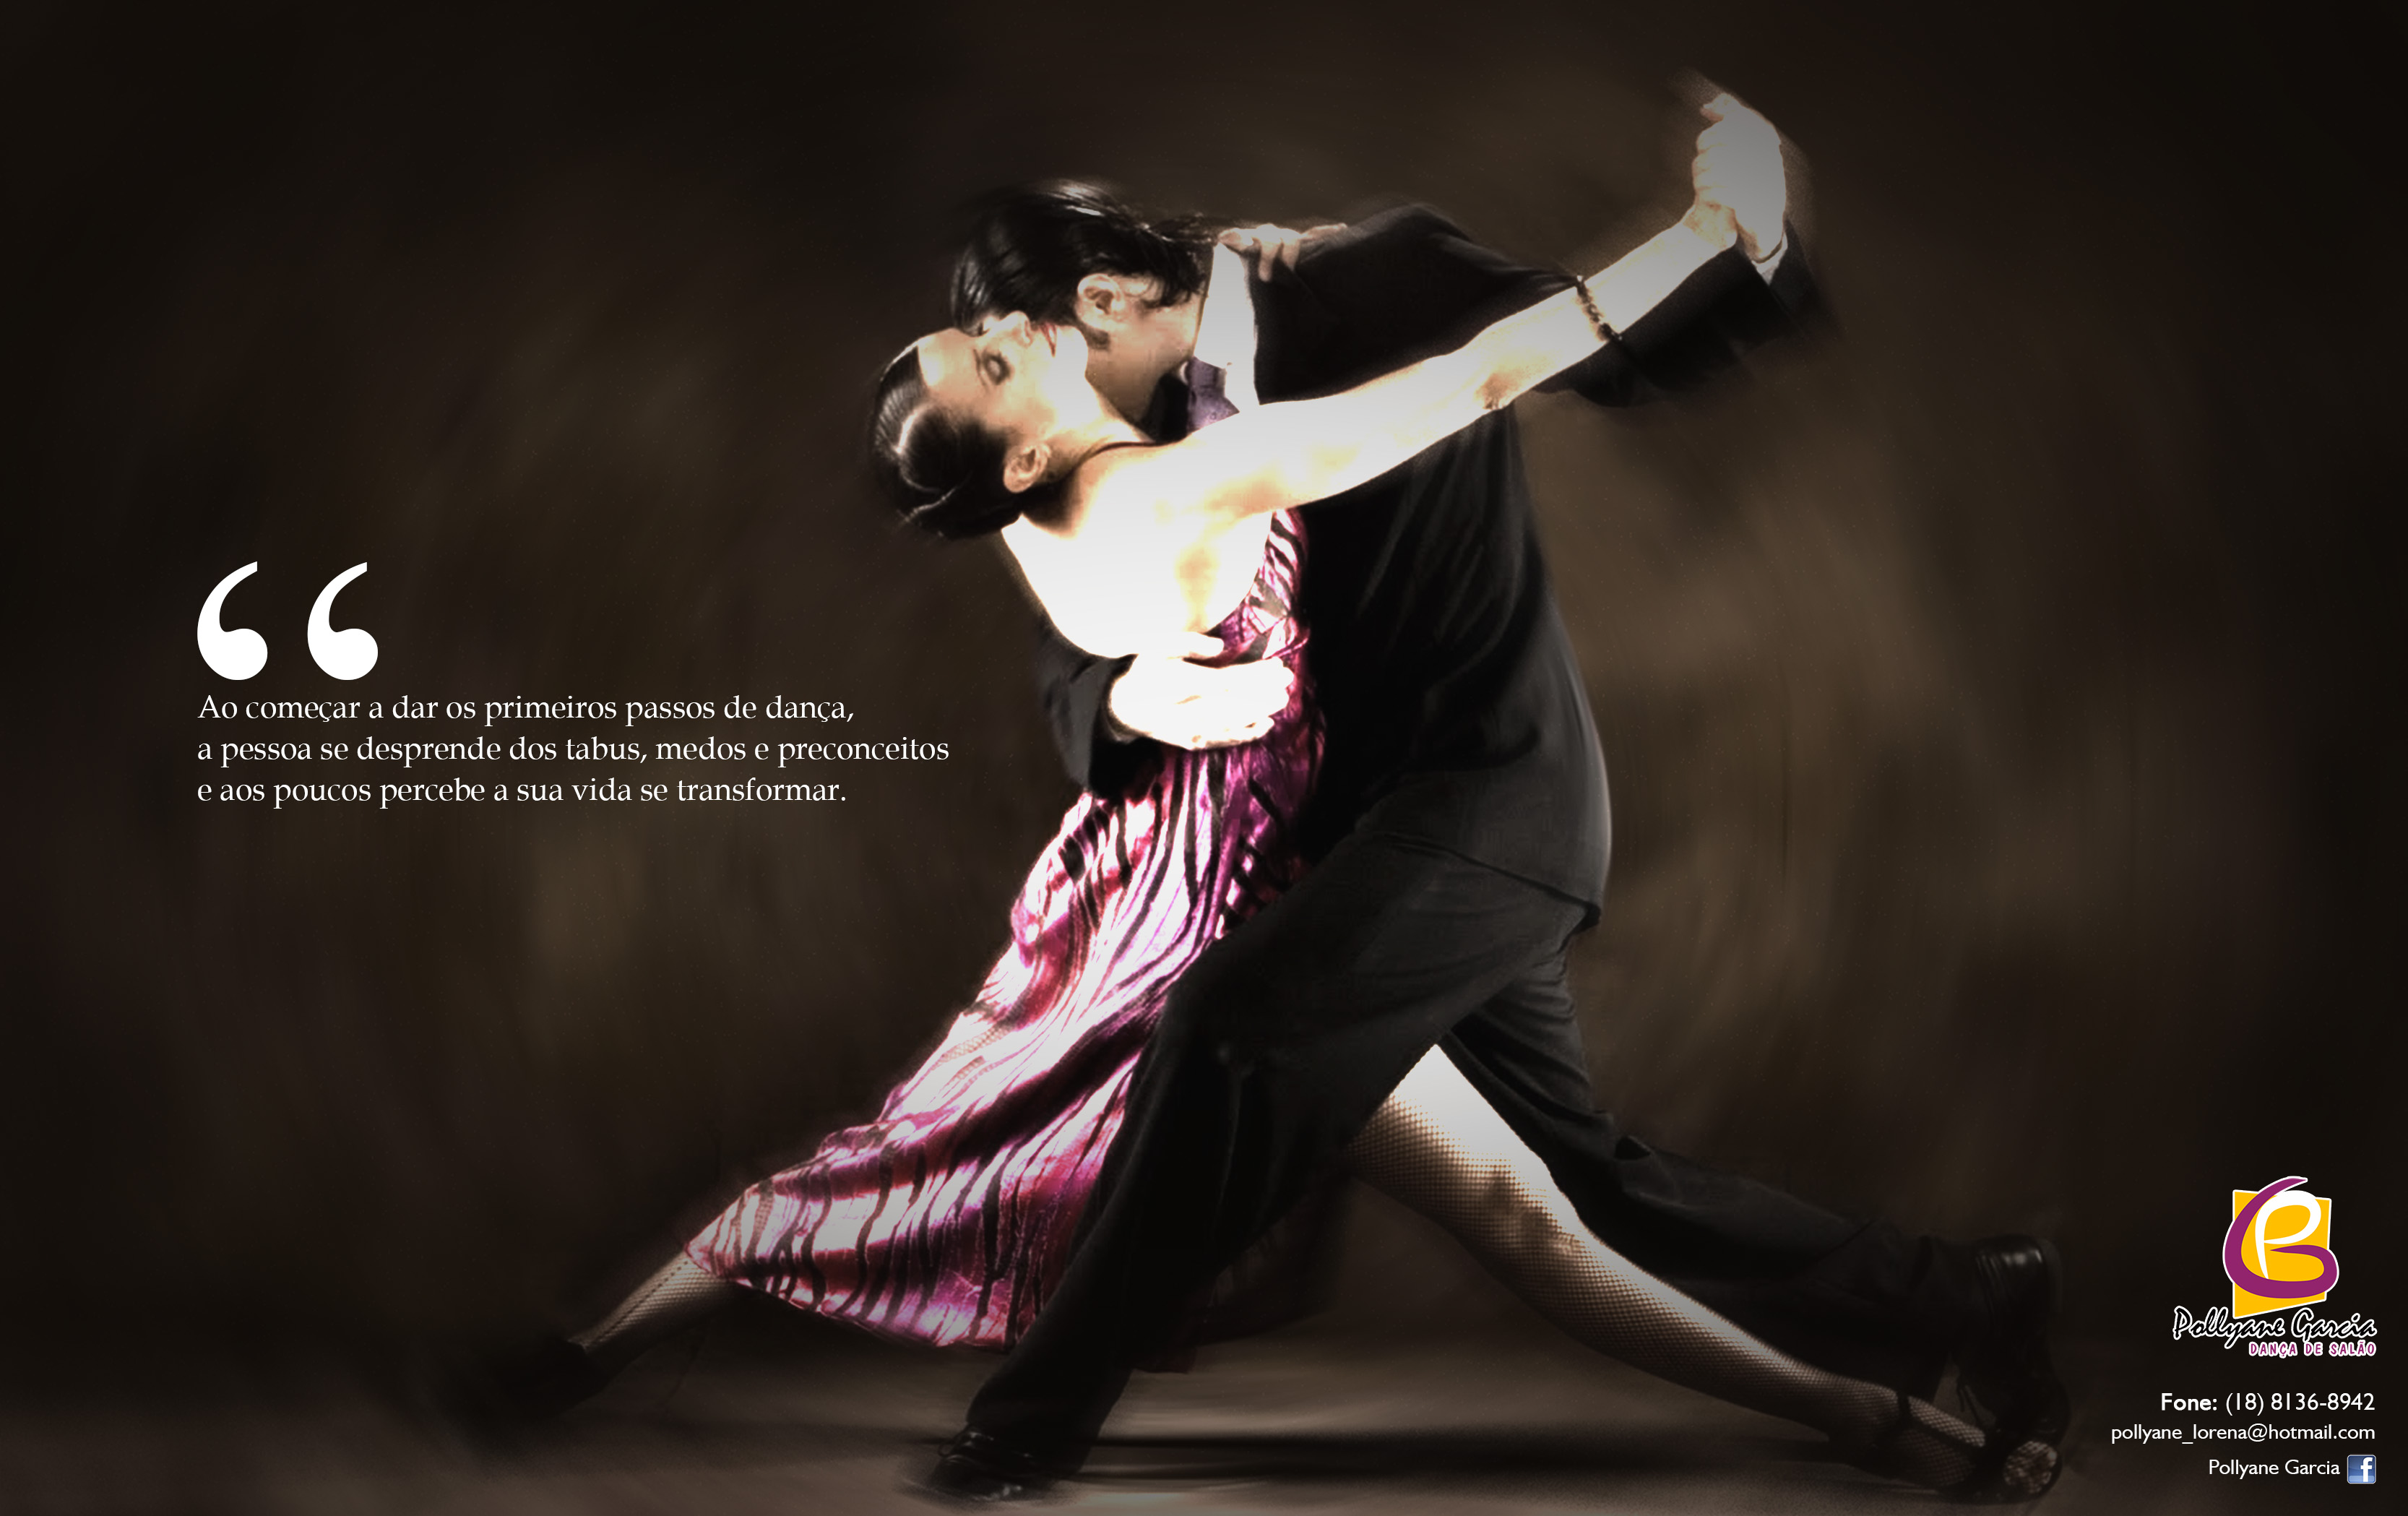 “
Ao começar a dar os primeiros passos de dança,
a pessoa se desprende dos tabus, medos e preconceitos
e aos poucos percebe a sua vida se transformar.
Pollyane Garcia
DANÇA DE SALÃO
Fone: (18) 8136-8942
pollyane_lorena@hotmail.com
Pollyane Garcia f